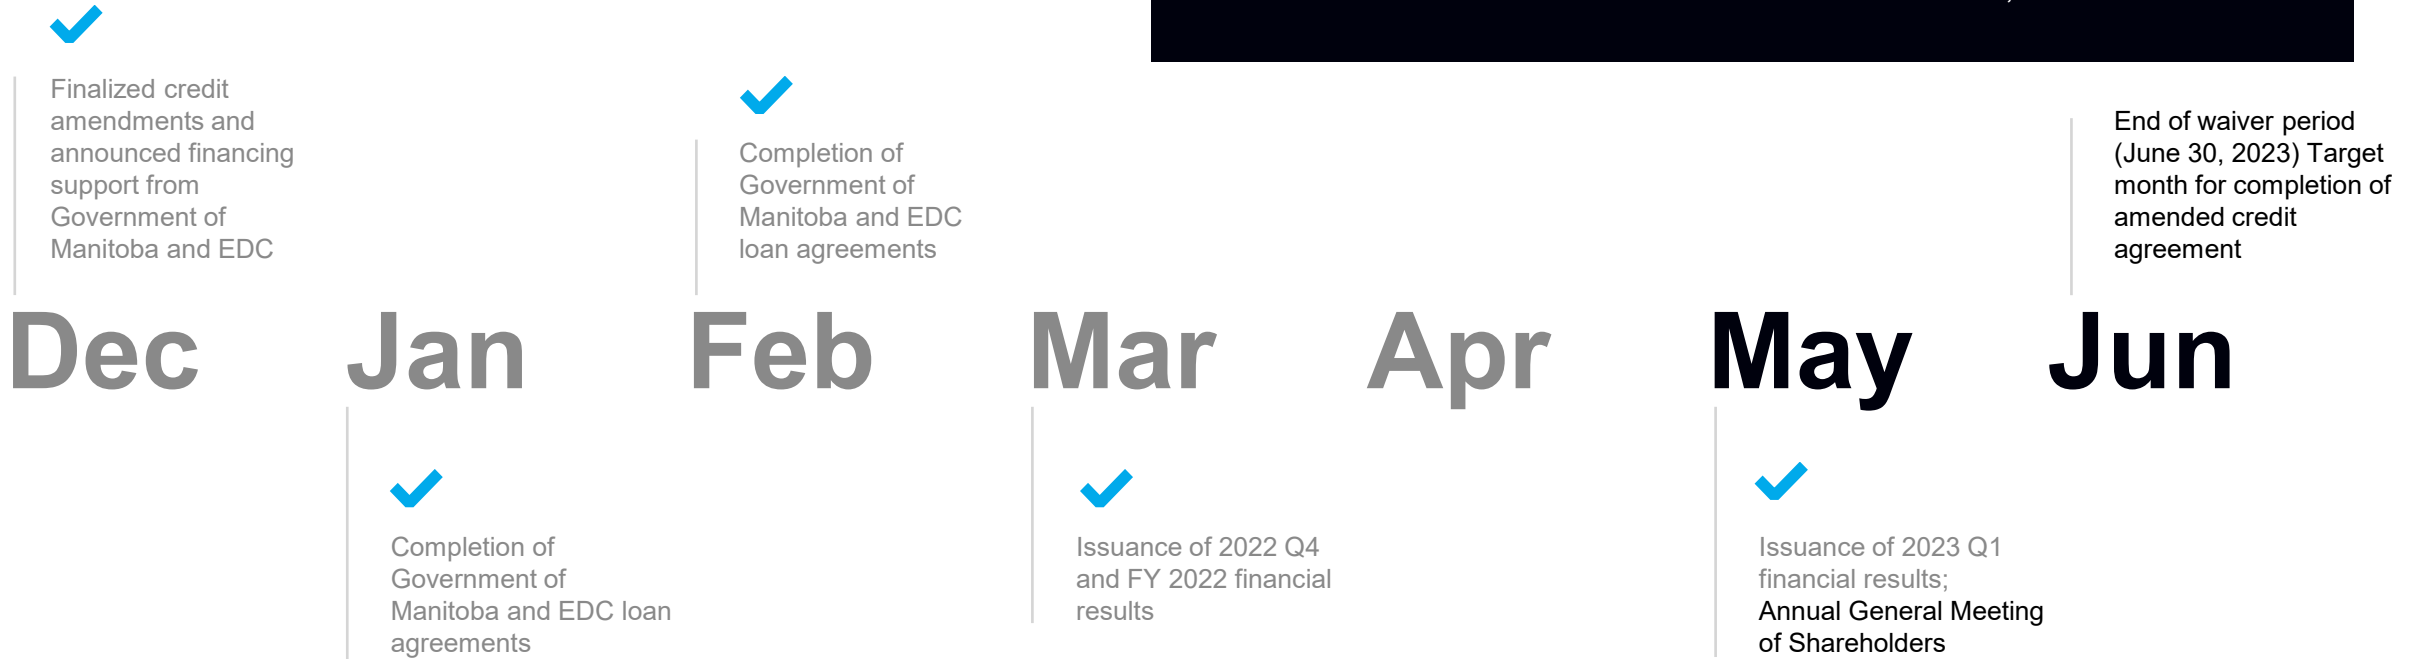 Finalized credit
amendments and
announced financing
support from
Government of
Manitoba and EDC
Completion of
Government of
Manitoba and EDC
loan agreements
End of waiver period
(June 30, 2023) Target
month for completion of
amended credit
agreement
Dec Jan Feb Mar Apr May Jun
Completion of
Government of
Manitoba and EDC loan
agreements
Issuance of 2022 Q4
and FY 2022 financial
results
Issuance of 2023 Q1
financial results;
Annual General Meeting
of Shareholders